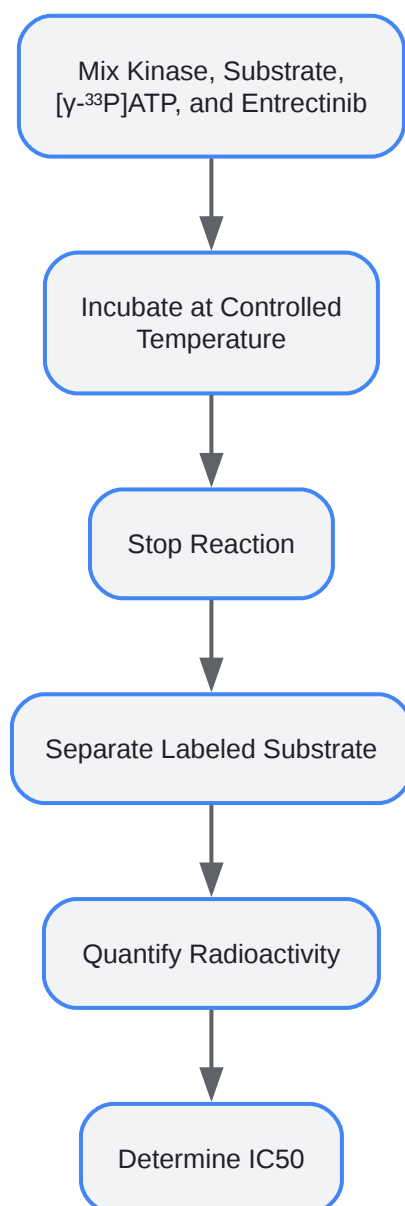 Mix Kinase, Substrate,
[γ-³³P]ATP, and Entrectinib
Incubate at Controlled
Temperature
Stop Reaction
Separate Labeled Substrate
Quantify Radioactivity
Determine IC50